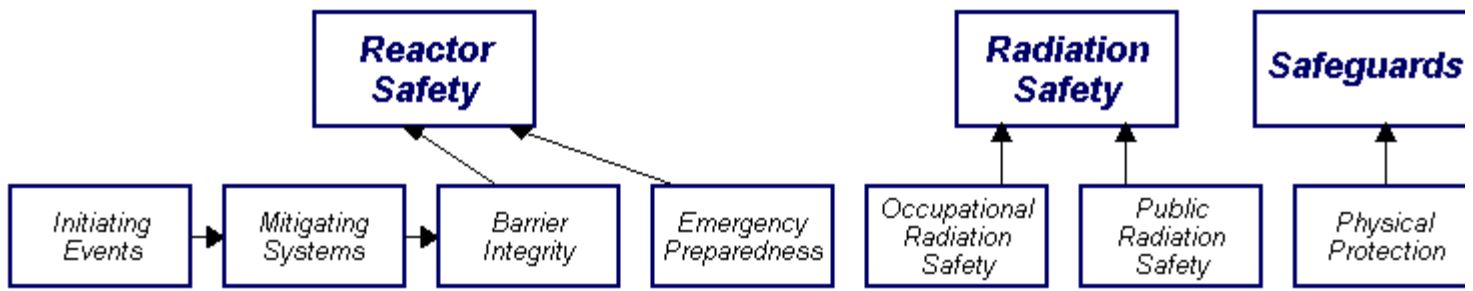 Reactor
Safety
Radiation
Safety
Safeguards
Initiating
Events
Mitigating
Systems
Barrier
Integrity
Emergency
Preparedness
Occupational
Radiation
Safety
Public
Radiation
Safety
Physical
Protection